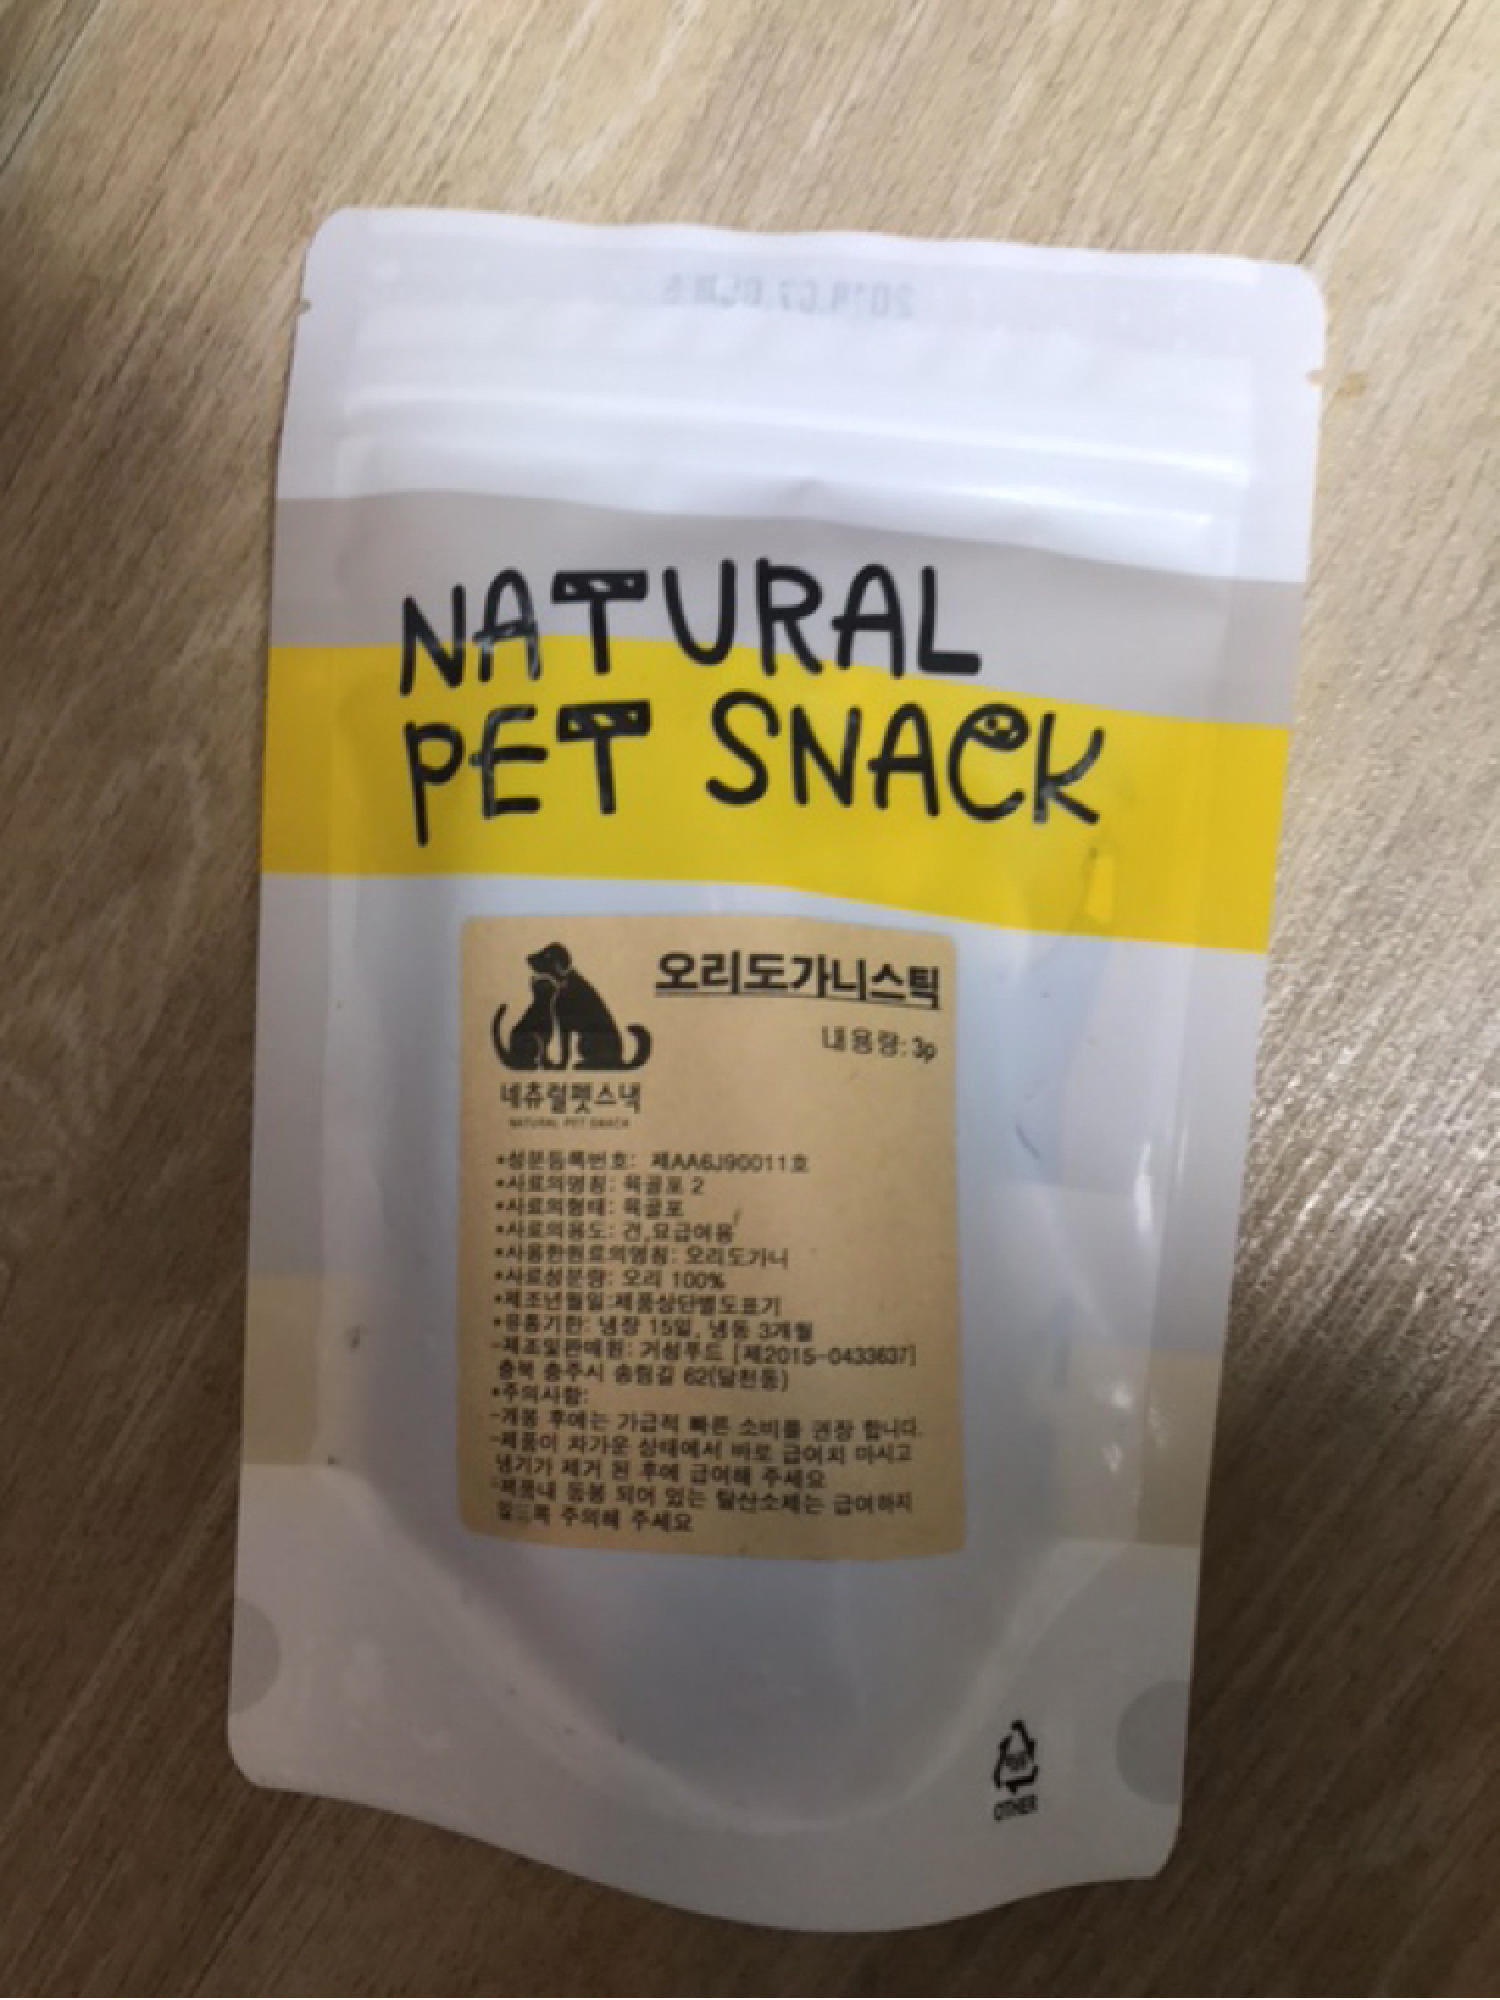 NATURAL
PET SNACK
오리도가니스틱
내용량: 3p
네츄럴펫스낵
NATURAL PET SNACK
•성분등록번호: 제AA6J90011호
•사료의명칭: 육골포 2
•사료의형태: 육골포
•사료의용도: 견,묘급여용
•사용한원료의명칭: 오리도가니
•사료성분량: 오리 100%
•제조년월일:제품상단별도표기
•유통기한: 냉장 15일, 냉동 3개월
-제조및판매원: 거성푸드 [제2015-0433637]
충북 충주시 송림길 62(달천동)
•주의사항:
-개봉 후에는 가급적 빠른 소비를 권장 합니다.
-제품이 차가운 상태에서 바로 급여치 마시고
냉기가 제거 된 후에 급여해 주세요
-제품내 동봉 되어 있는 탈산소제는 급여하지
주의해 주세요
OTHER